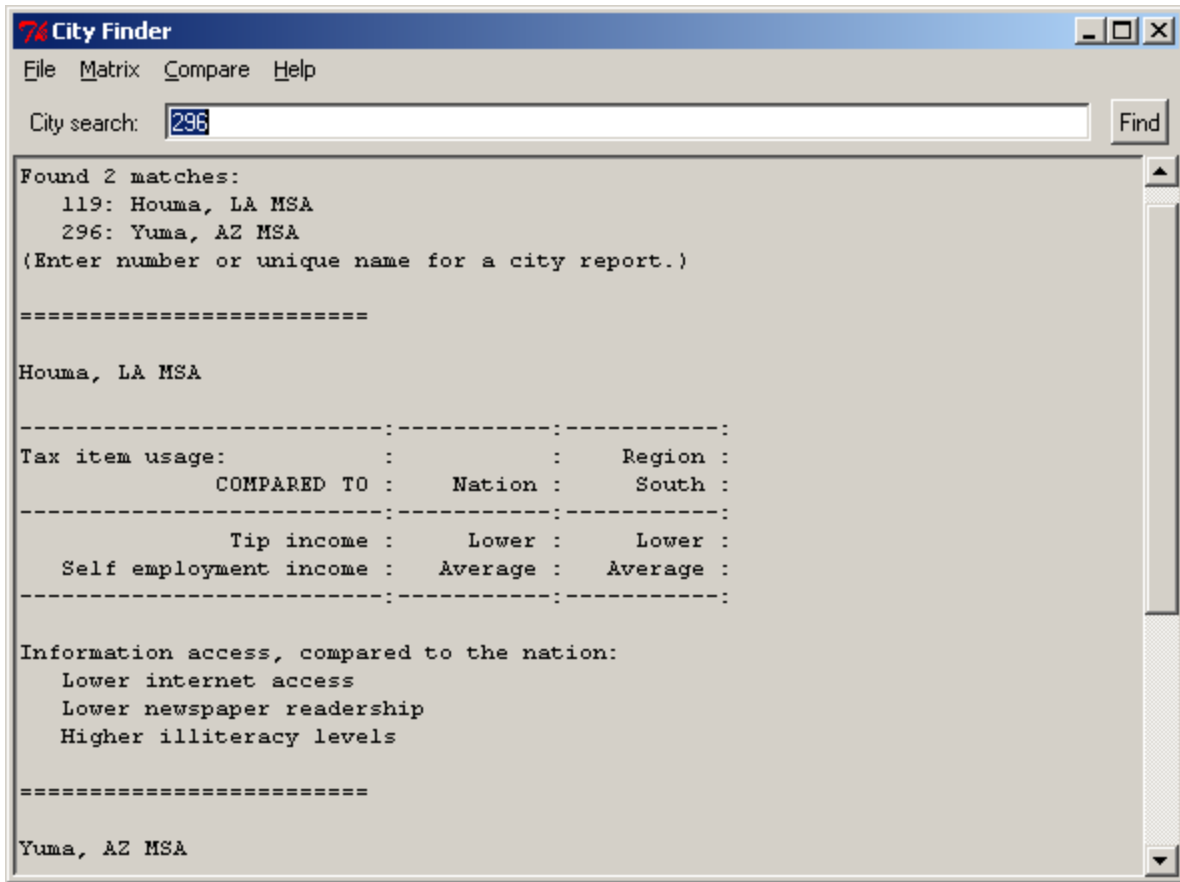 City Finder
File Matrix Compare Help
City search: 296 Find
Found 2 matches:
   119: Houma, LA MSA
   296: Yuma, AZ MSA
(Enter number or unique name for a city report.)
=========================
Houma, LA MSA
--------------------------:-----------:-----------:
Tax item usage:           :           :    Region :
              COMPARED TO :    Nation :     South :
--------------------------:-----------:-----------:
               Tip income :     Lower :     Lower :
   Self employment income :   Average :   Average :
--------------------------:-----------:-----------:
Information access, compared to the nation:
   Lower internet access
   Lower newspaper readership
   Higher illiteracy levels
=========================
Yuma, AZ MSA